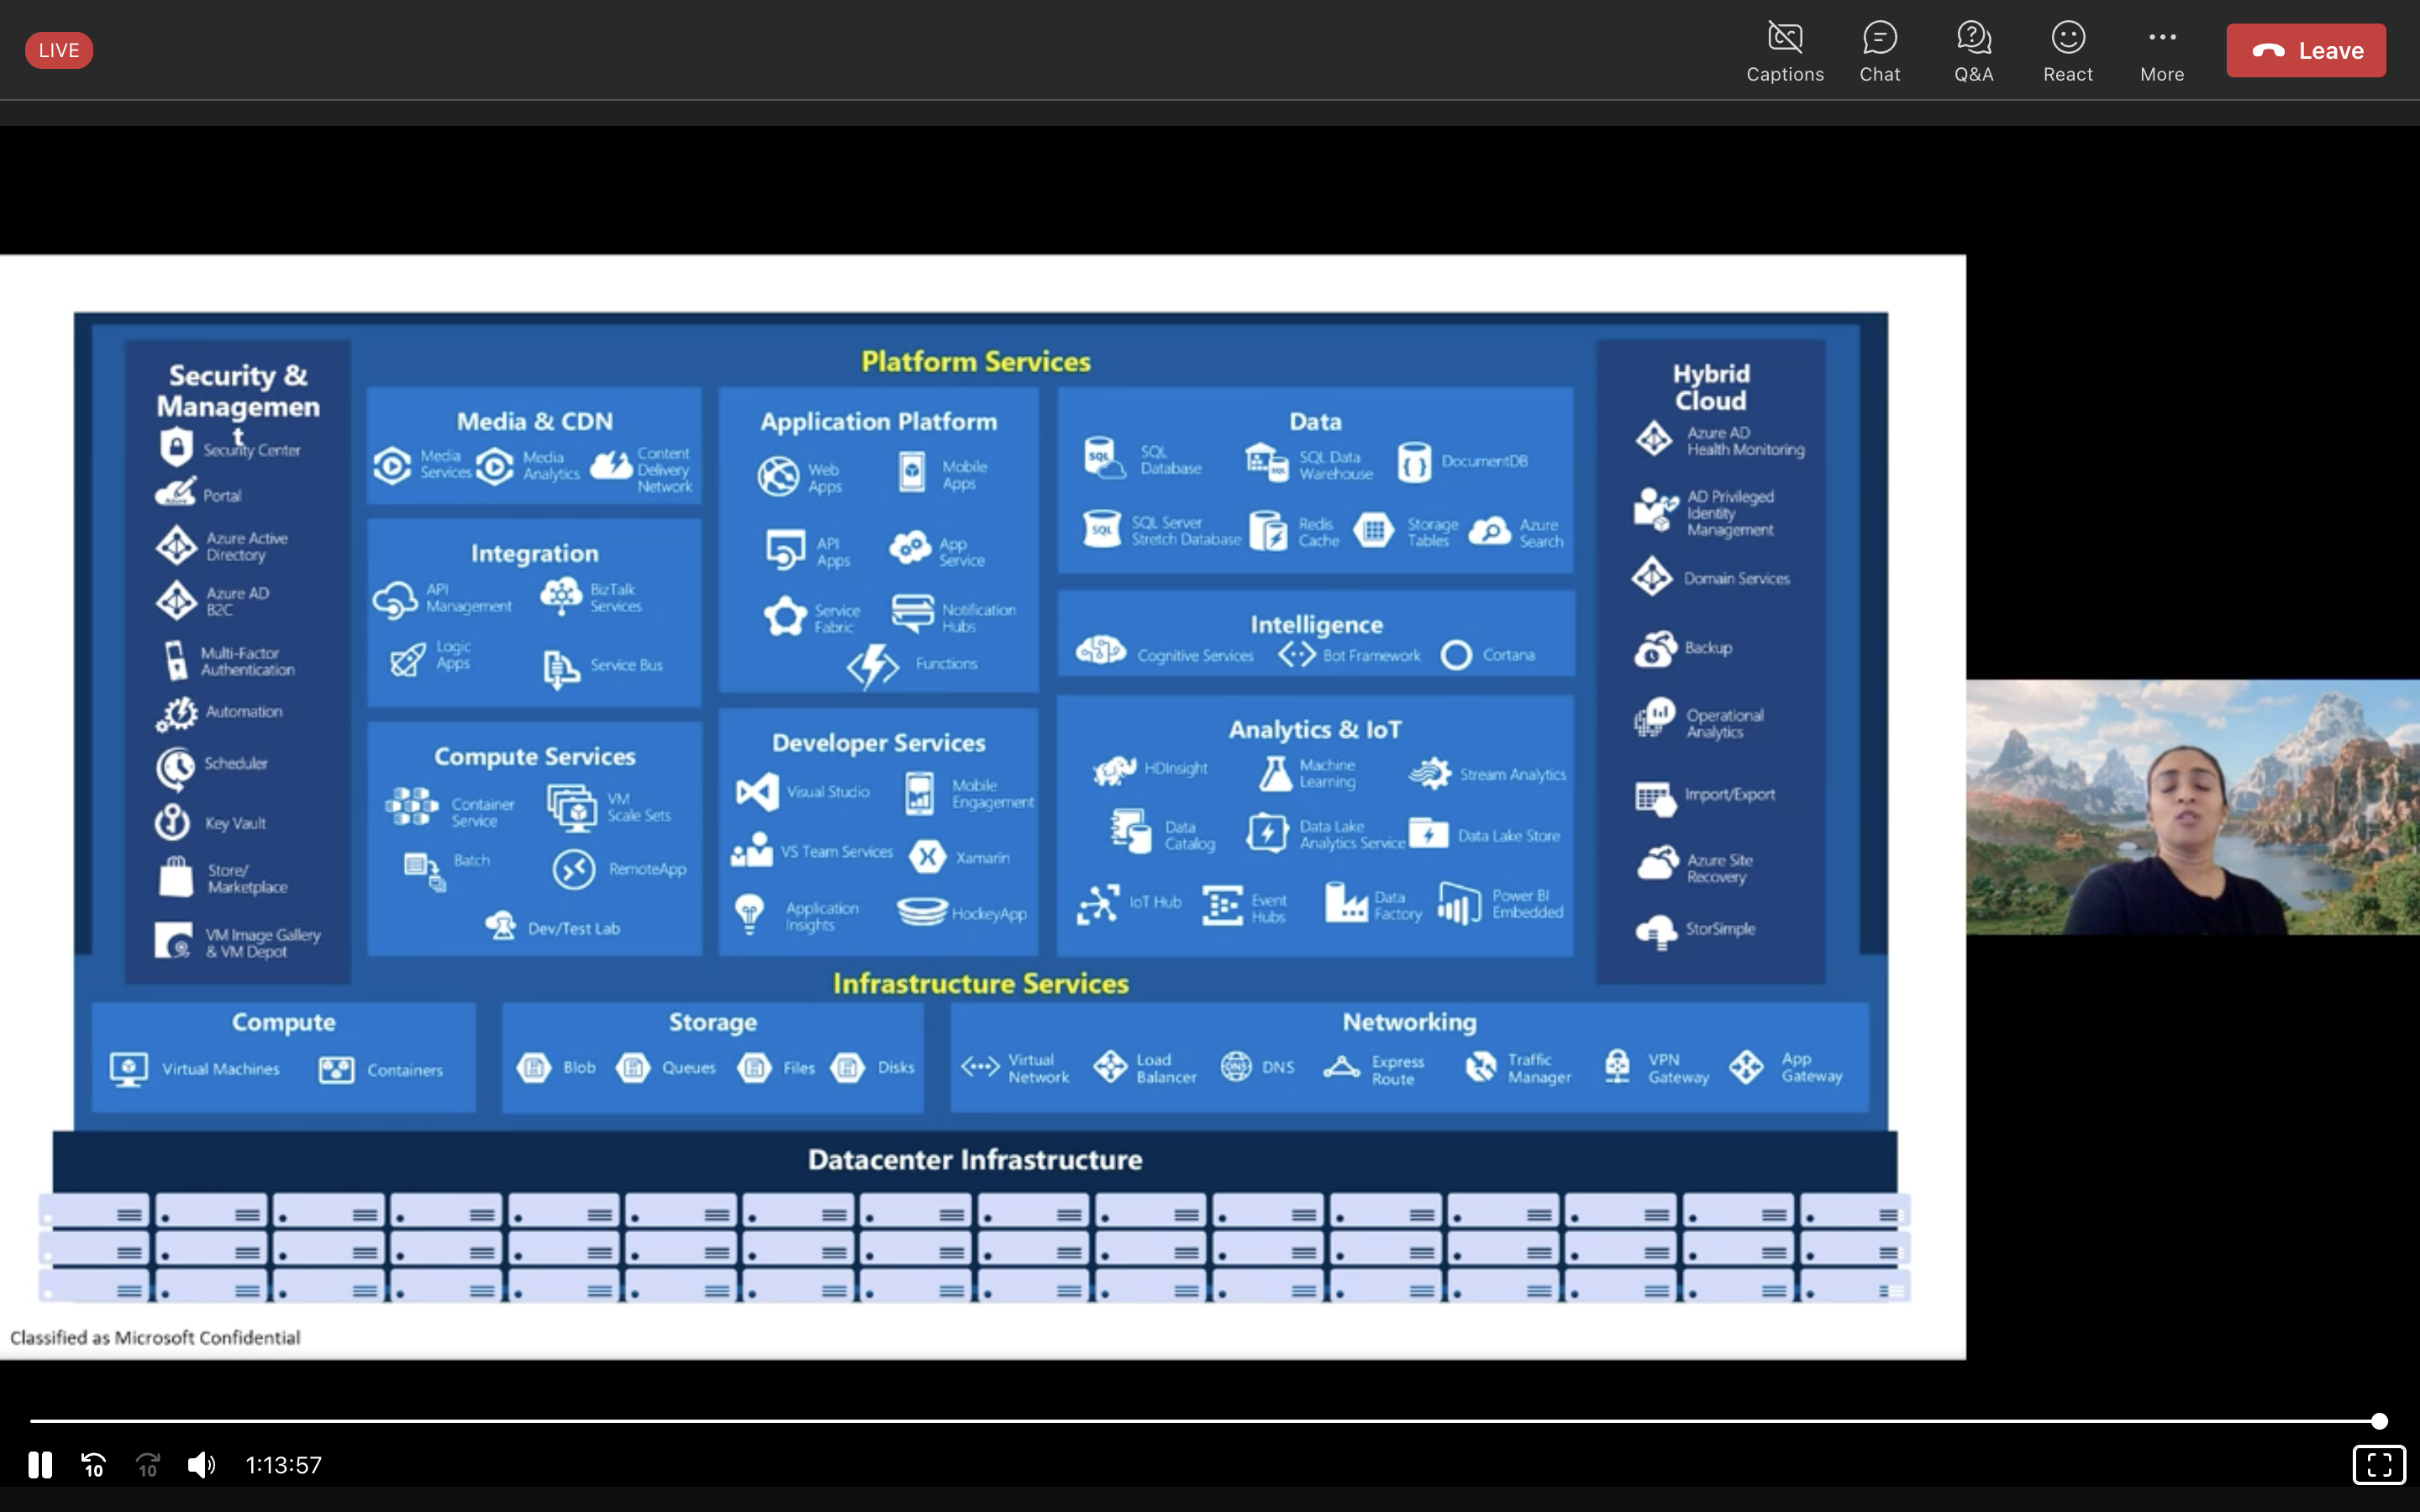 LIVE
Captions
Chat
Q&A
React
More
Leave
Platform Services
Security &
Managemen
t
Security Center
Portal
Azure Active
Directory
Azure AD
B2C
Multi-Factor
Authentication
Automation
Scheduler
Key Vault
Store/
Marketplace
VM Image Gallery
& VM Depot
Media & CDN
Media
Services
Media
Analytics
Content
Delivery
Network
Integration
API
Management
BizTalk
Services
Logic
Apps
Service Bus
Compute Services
Container
Service
VM
Scale Sets
Batch
RemoteApp
Dev/Test Lab
Application Platform
Web
Apps
Mobile
Apps
API
Apps
App
Service
Service
Fabric
Notification
Hubs
Functions
Developer Services
Visual Studio
Mobile
Engagement
VS Team Services
Xamarin
Application
Insights
HockeyApp
Data
SQL
SQL
Database
SQL
SQL Data
Warehouse
DocumentDB
SQL
SQL Server
Stretch Database
Redis
Cache
Storage
Tables
Azure
Search
Intelligence
Cognitive Services
Bot Framework
Cortana
Analytics & IoT
HDInsight
Machine
Learning
Stream Analytics
Data
Catalog
Data Lake
Analytics Service
Data Lake Store
IoT Hub
Event
Hubs
Data
Factory
Power BI
Embedded
Hybrid
Cloud
Azure AD
Health Monitoring
AD Privileged
Identity
Management
Domain Services
Backup
Operational
Analytics
Import/Export
Azure Site
Recovery
StorSimple
Infrastructure Services
Compute
Virtual Machines
Containers
Storage
Blob
Queues
Files
Disks
Networking
Virtual
Network
Load
Balancer
DNS
DNS
Express
Route
Traffic
Manager
VPN
Gateway
App
Gateway
Datacenter Infrastructure
Classified as Microsoft Confidential
10
10
1:13:57